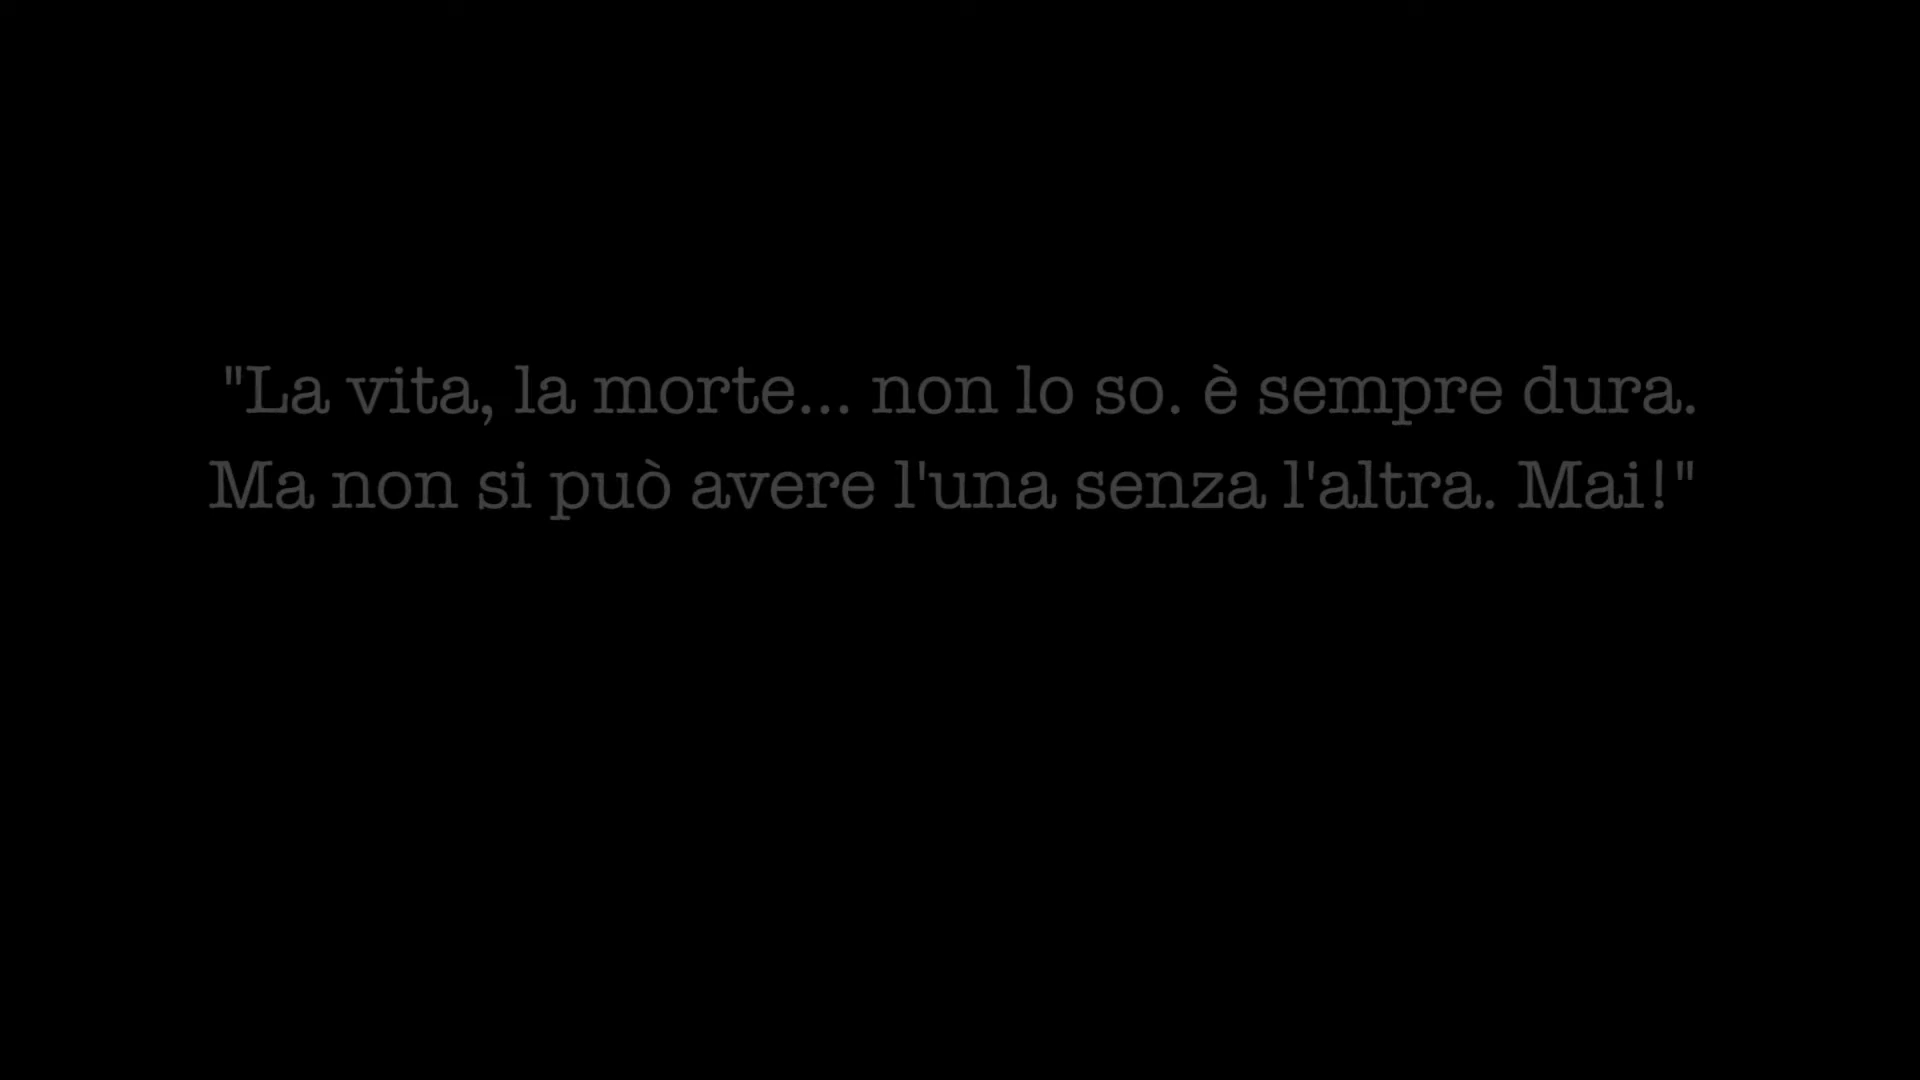 "La vita, la morte... non lo so. è sempre dura.
Ma non si può avere l'una senza l'altra. Mai!"